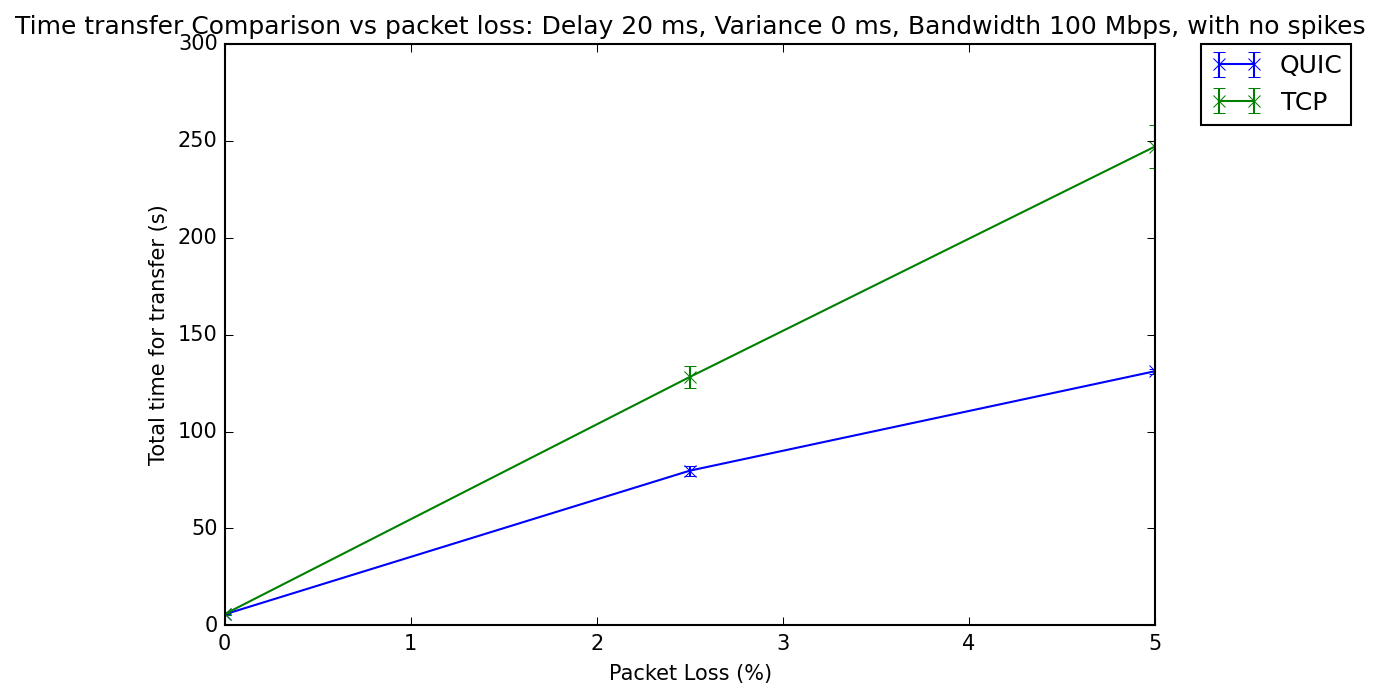 Time transfer Comparison vs packet loss: Delay 20 ms, Variance 0 ms, Bandwidth 100 Mbps, with no spikes
QUIC
TCP
300
250
200
150
100
50
0
Total time for transfer (s)
0 1 2 3 4 5
Packet Loss (%)